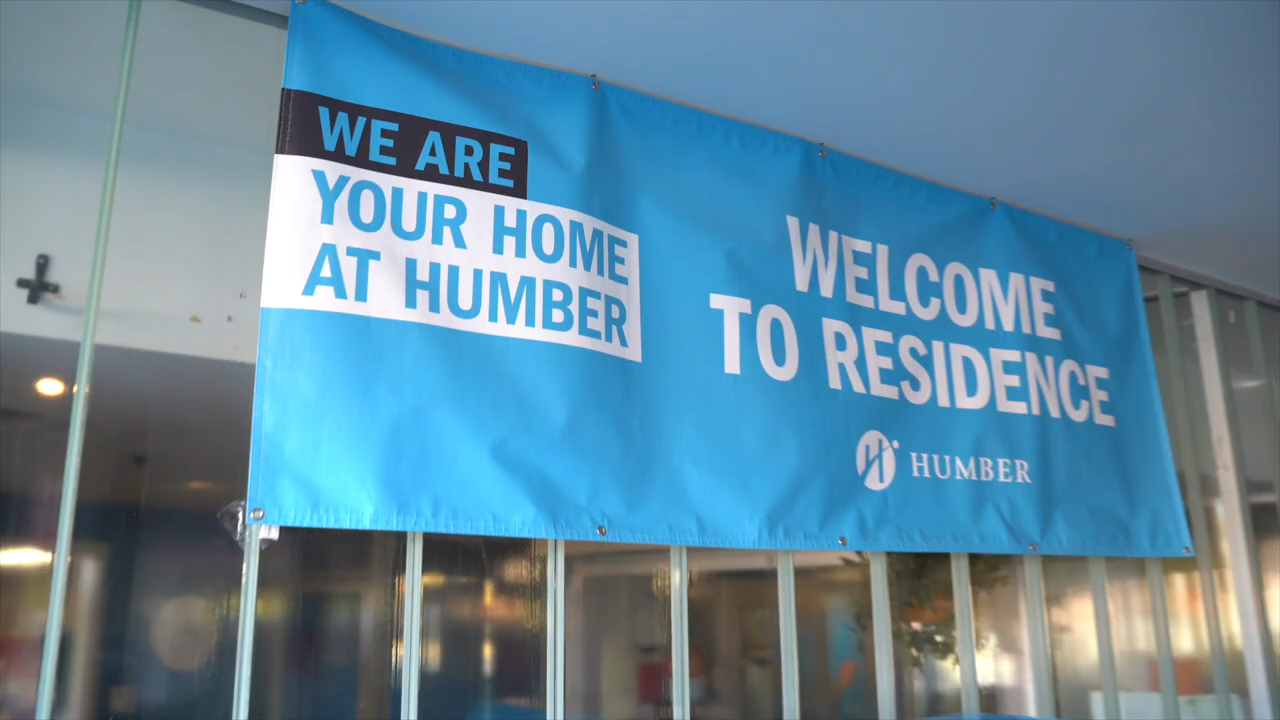 WE ARE
YOUR HOME
AT HUMBER
WELCOME
TO RESIDENCE
HUMBER